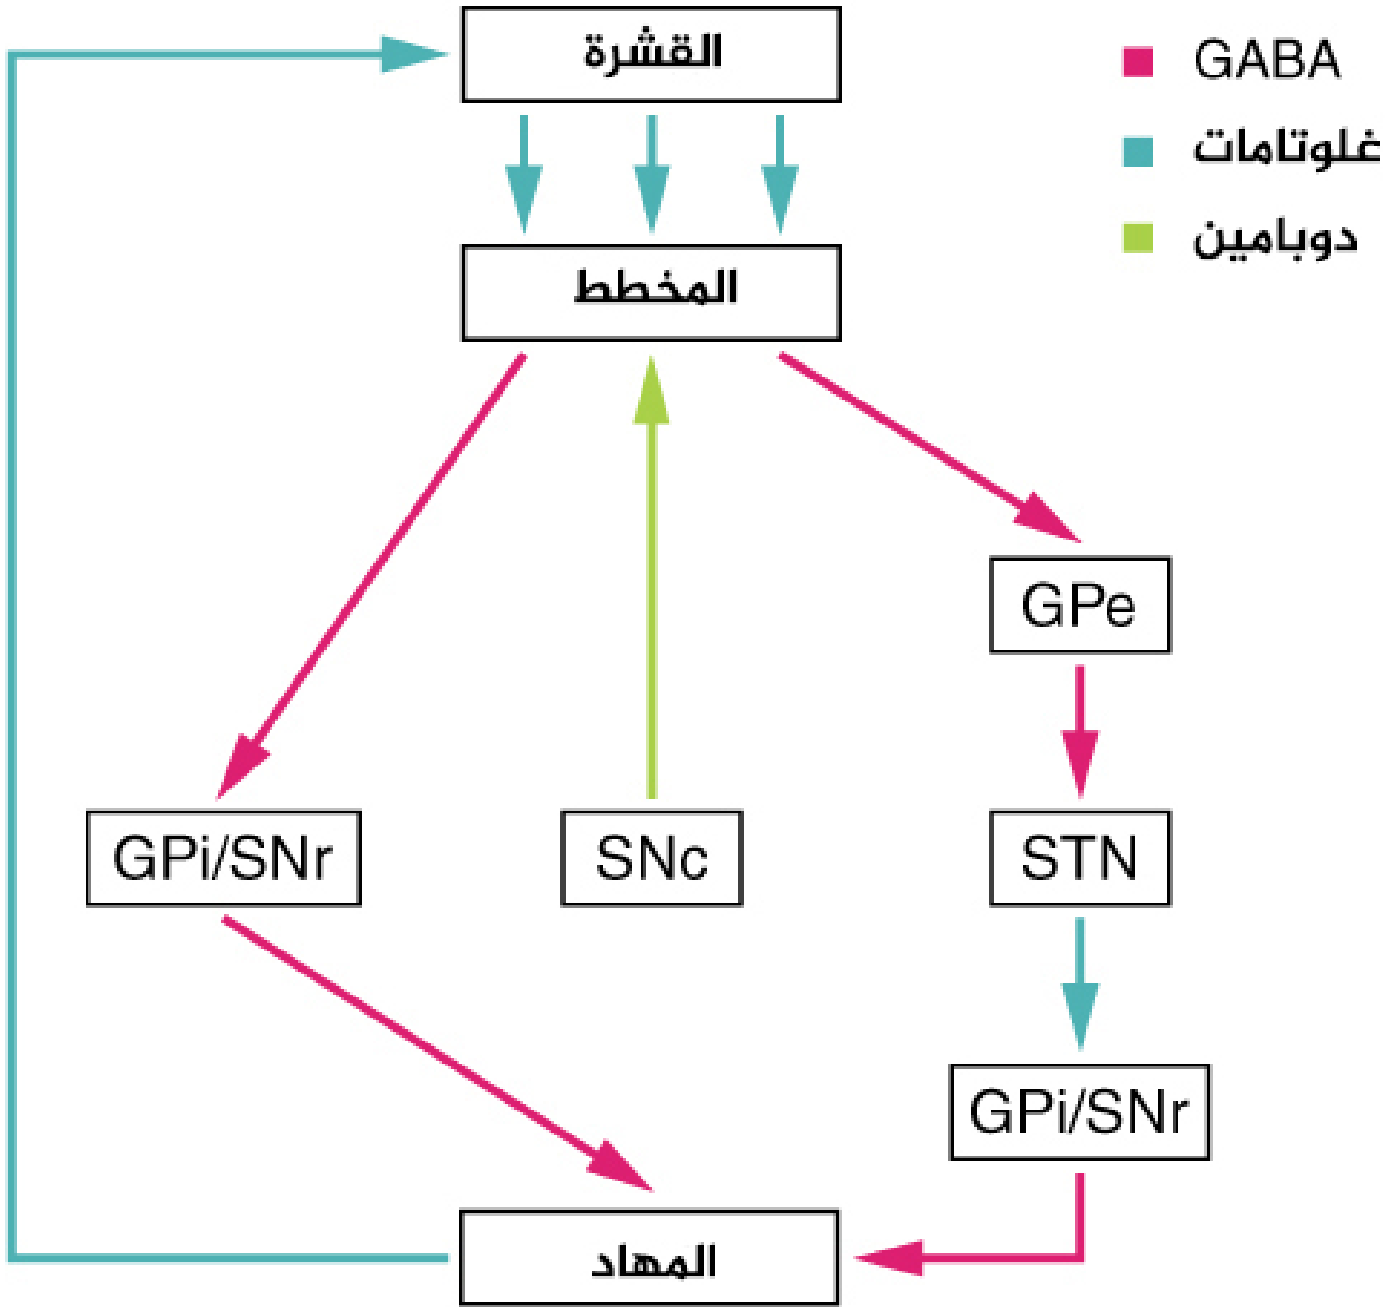 القشرة
GABA
غلوتامات
دوبامين
المخطط
GPe
GPi/SNr
SNc
STN
GPi/SNr
المهاد